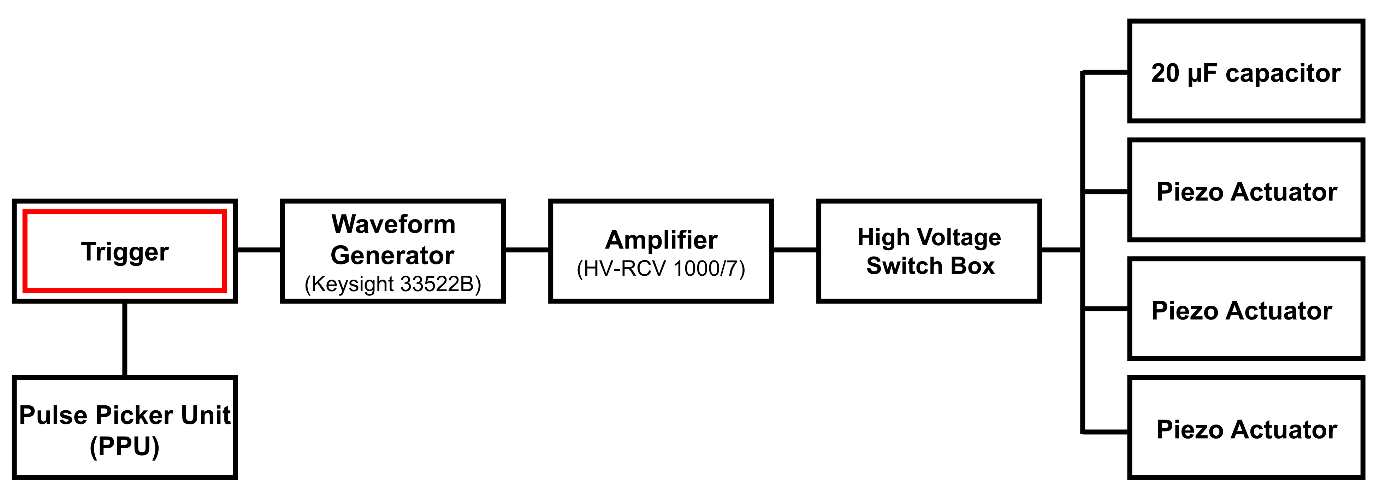 Trigger
Pulse Picker Unit
(PPU)
Waveform
Generator
(Keysight 33522B)
Amplifier
(HV-RCV 1000/7)
High Voltage
Switch Box
20 µF capacitor
Piezo Actuator
Piezo Actuator
Piezo Actuator